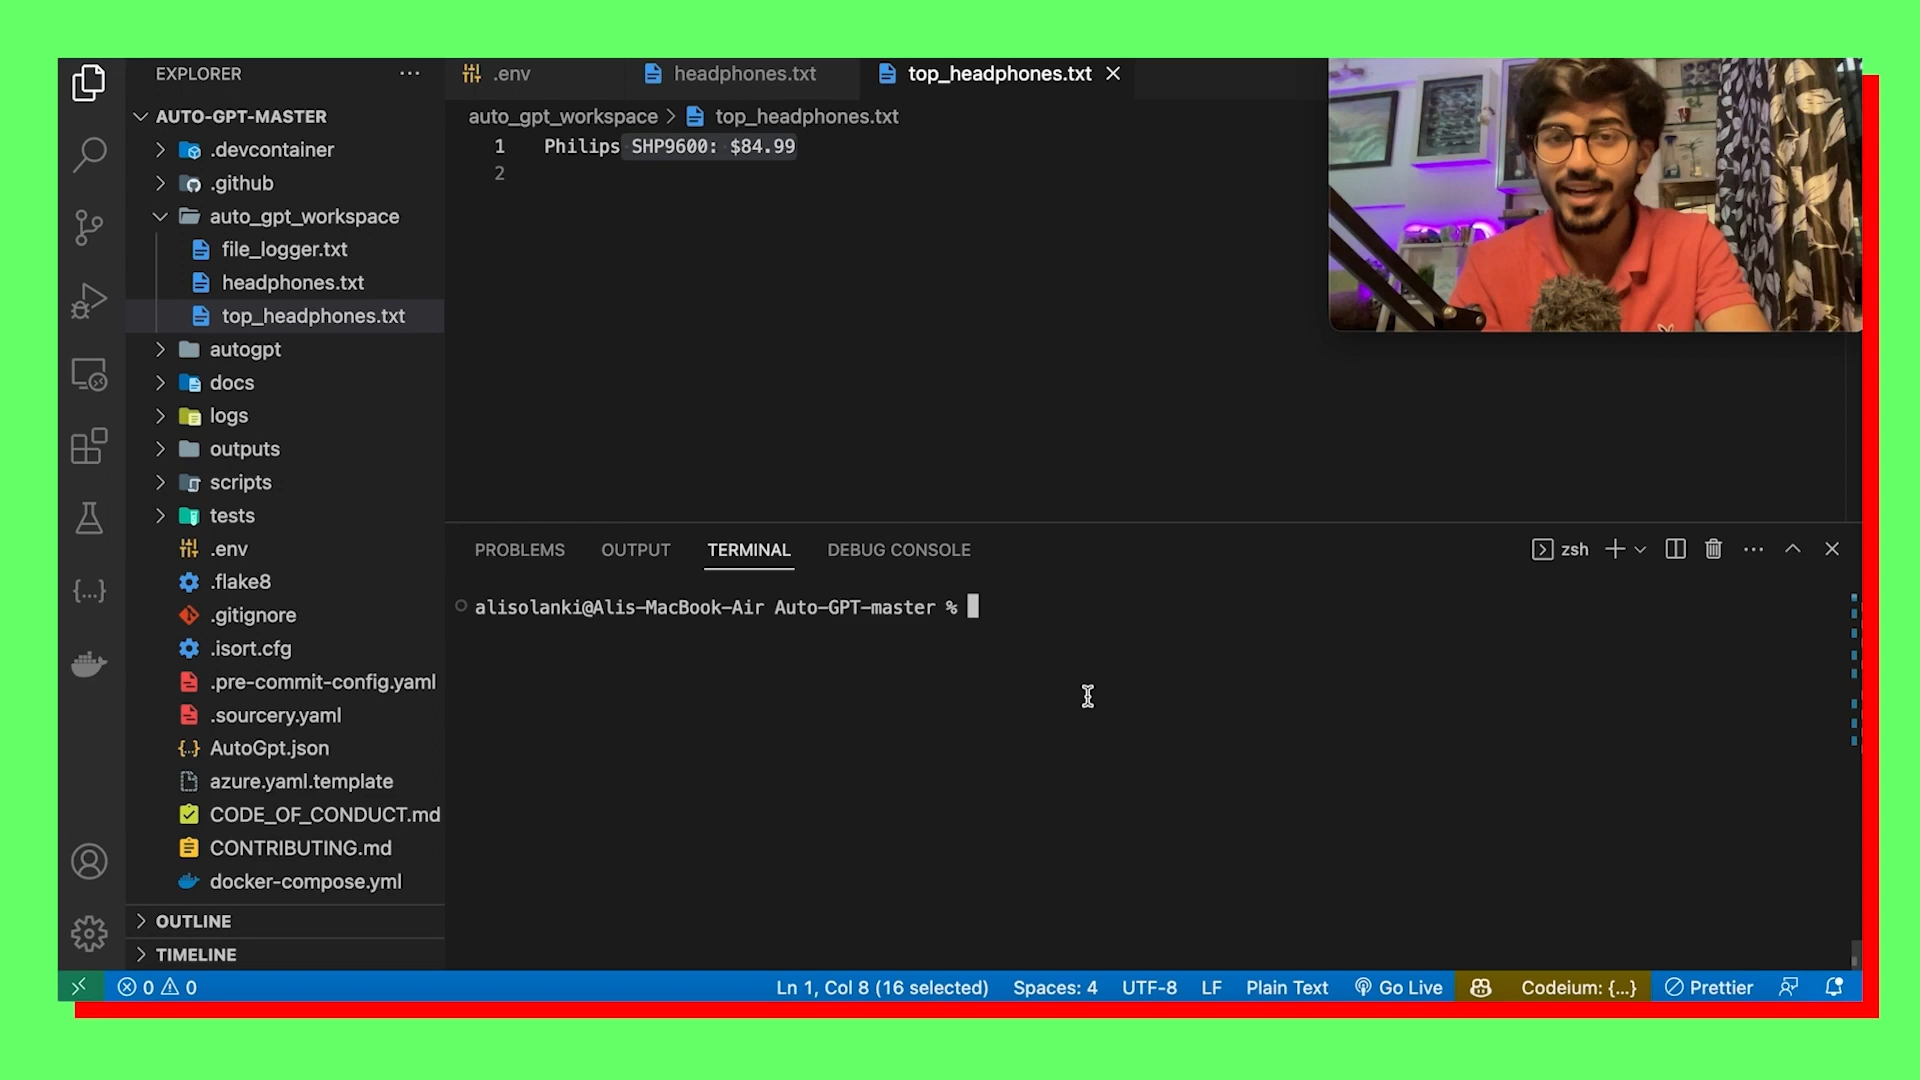 EXPLORER
AUTO-GPT-MASTER
.devcontainer
.github
auto_gpt_workspace
file_logger.txt
headphones.txt
top_headphones.txt
autogpt
docs
logs
outputs
scripts
tests
.env
.flake8
.gitignore
.isort.cfg
.pre-commit-config.yaml
.sourcery.yaml
AutoGpt.json
azure.yaml.template
CODE_OF_CONDUCT.md
CONTRIBUTING.md
docker-compose.yml
OUTLINE
TIMELINE
.env headphones.txt top_headphones.txt
auto_gpt_workspace > top_headphones.txt
1 Philips SHP9600: $84.99
2
PROBLEMS OUTPUT TERMINAL DEBUG CONSOLE zsh
alisolanki@Alis-MacBook-Air Auto-GPT-master %
0 0 Ln 1, Col 8 (16 selected) Spaces: 4 UTF-8 LF Plain Text Go Live Codeium: {...} Prettier